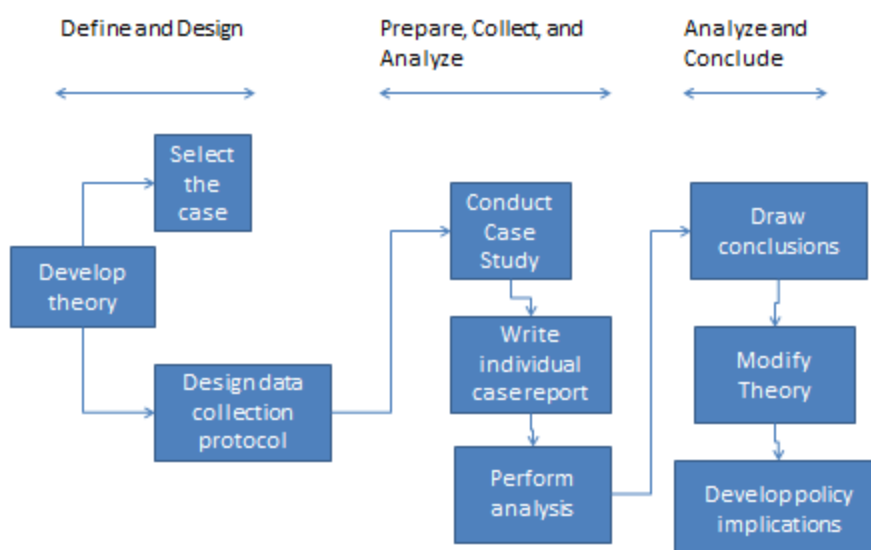 Define and Design
Prepare, Collect, and
Analyze
Analyze and
Conclude
Select
the
case
Develop
theory
Design data
collection
protocol
Conduct
Case
Study
Write
individual
case report
Perform
analysis
Draw
conclusions
Modify
Theory
Develop policy
implications